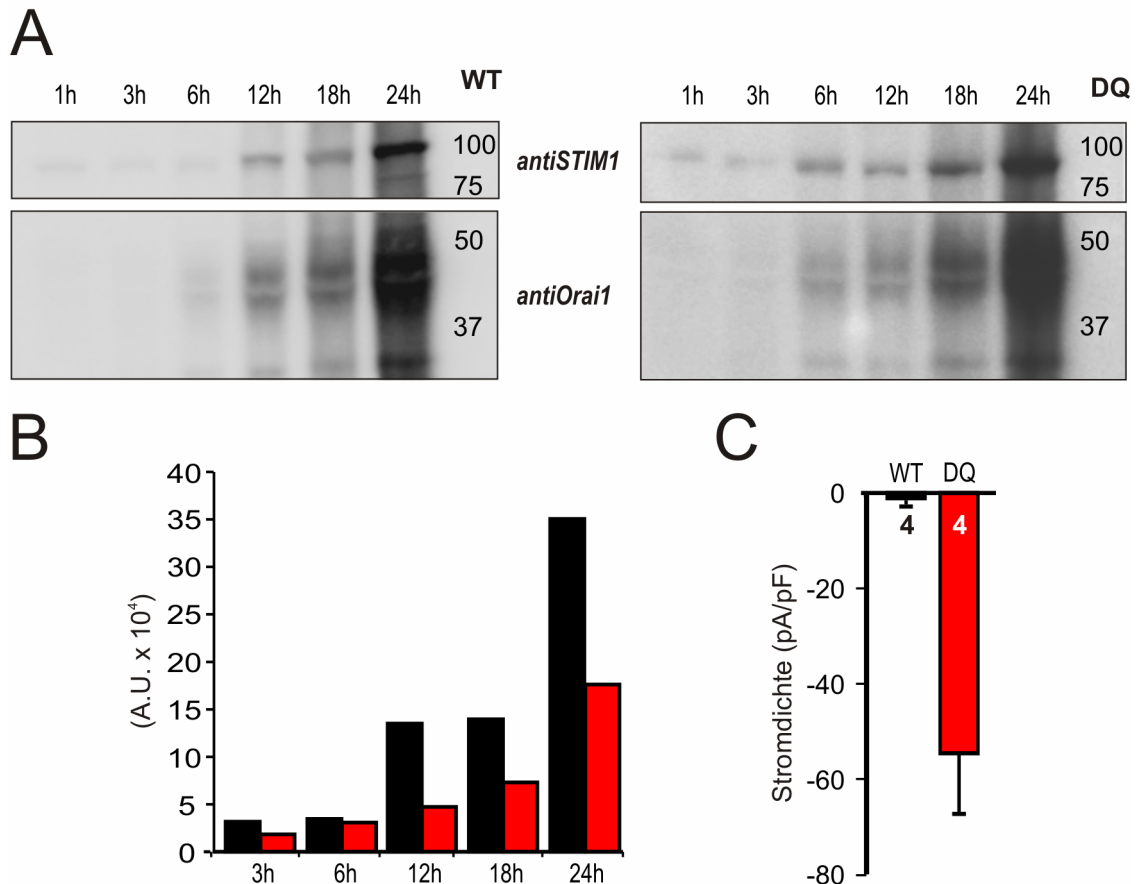 A
1h 3h 6h 12h 18h 24h WT
100
75
antiSTIM1
50
37
antiOrai1
1h 3h 6h 12h 18h 24h DQ
100
75
50
37
B
(A.U. x 10⁴)
40
35
30
25
20
15
10
5
0
3h 6h 12h 18h 24h
C
WT DQ
4 4
Stromdichte (pA/pF)
0
-20
-40
-60
-80